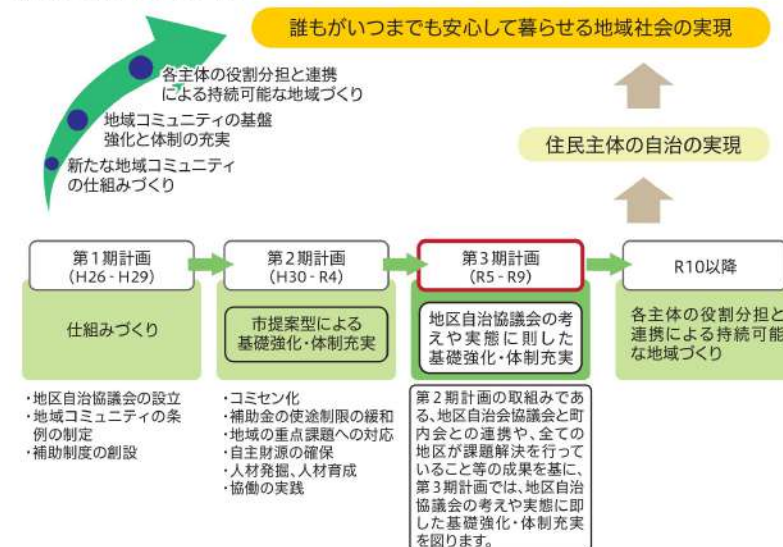 誰もがいつまでも安心して暮らせる地域社会の実現
各主体の役割分担と連携
による持続可能な地域づくり
地域コミュニティの基盤
強化と体制の充実
新たな地域コミュニティ
の仕組みづくり
住民主体の自治の実現
第1期計画
(H26 - H29)
仕組みづくり
・地区自治協議会の設立
・地域コミュニティの条
例の制定
・補助制度の創設
第2期計画
(H30 - R4)
市提案型による
基礎強化・体制充実
・コミセン化
・補助金の使途制限の緩和
・地域の重点課題への対応
・自主財源の確保
・人材発掘、人材育成
・協働の実践
第3期計画
(R5 - R9)
地区自治協議会の考
えや実態に則した
基礎強化・体制充実
第2期計画の取組みであ
る、地区自治会協議会と町
内会との連携や、全ての
地区が課題解決を行って
いること等の成果を基に、
第3期計画では、地区自治
協議会の考えや実態に即
した基礎強化・体制充実
を図ります。
R10以降
各主体の役割分担と
連携による持続可能
な地域づくり